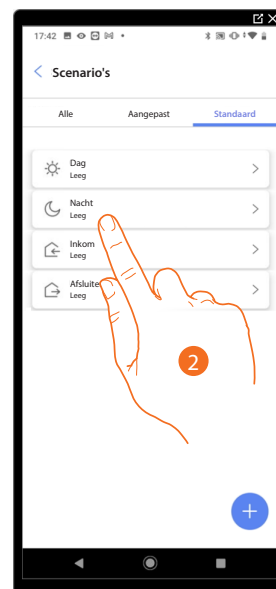 17:42
Scenario's
Alle Aangepast Standaard
Dag
Leeg
Nacht
Leeg
Inkom
Leeg
Afsluite
Leeg
2